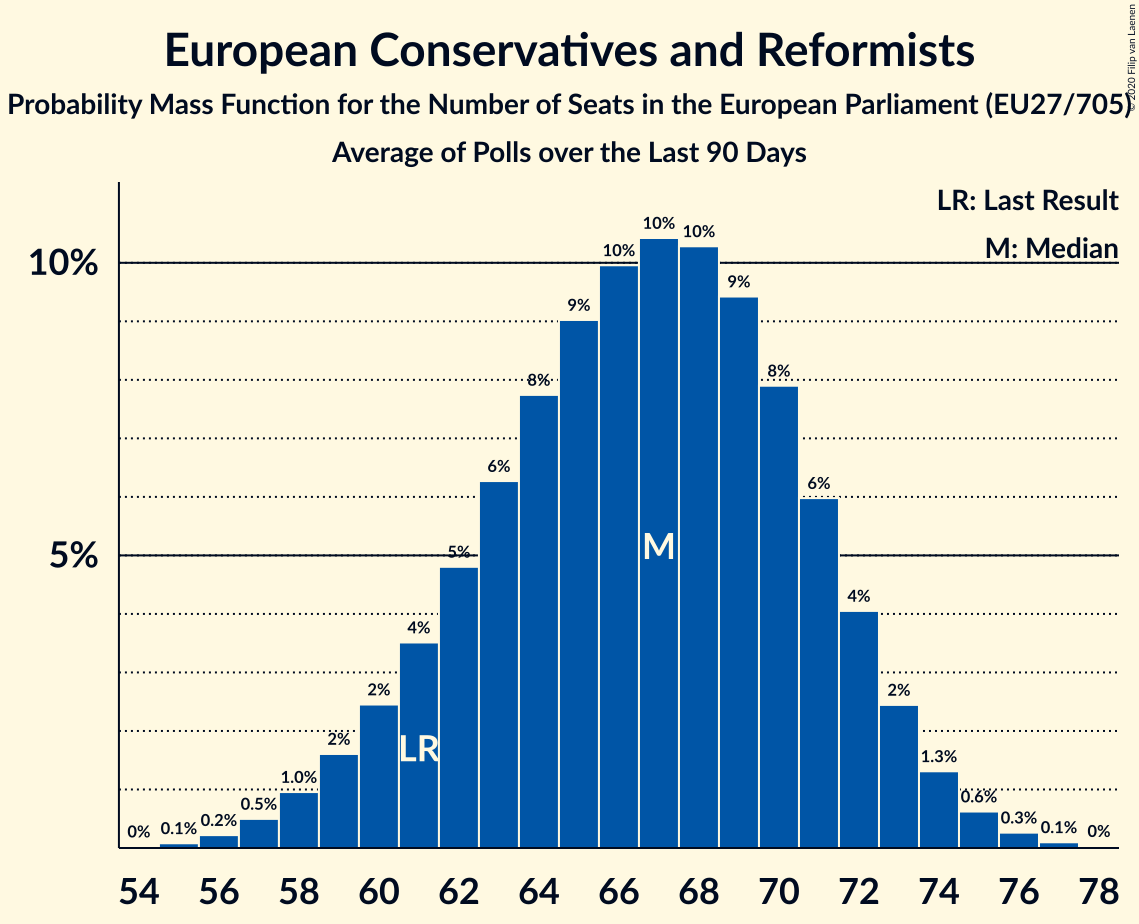 European Conservatives and Reformists
© 2020 Filip van Laenen
Probability Mass Function for the Number of Seats in the European Parliament (EU27/705)
Average of Polls over the Last 90 Days
LR: Last Result
M: Median
10%
5%
0% 0.1% 0.2% 0.5% 1.0% 2% 2% 4% 5% 6% 8% 9% 10% 10% 10% 9% 8% 6% 4% 2% 1.3% 0.6% 0.3% 0.1% 0%
M
LR
54 56 58 60 62 64 66 68 70 72 74 76 78